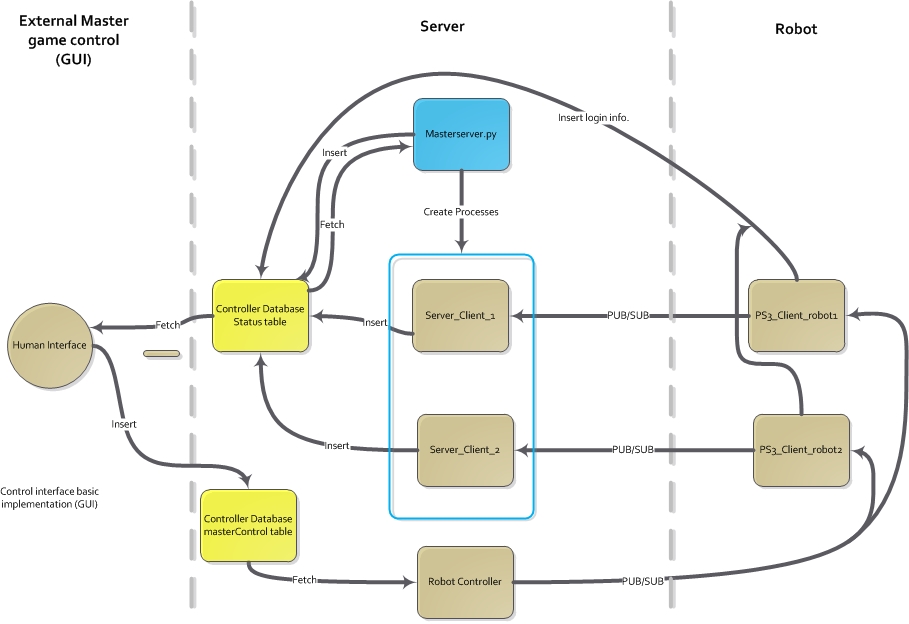 External Master
game control
(GUI)
Server
Robot
Insert login info.
Masterserver.py
Insert
Create Processes
Fetch
Controller Database
Status table
Server_Client_1
PS3_Client_robot1
PUB/SUB
Insert
Fetch
Human Interface
Insert
Insert
Server_Client_2
PUB/SUB
PS3_Client_robot2
Control interface basic
implementation (GUI)
Controller Database
masterControl table
Fetch
Robot Controller
PUB/SUB